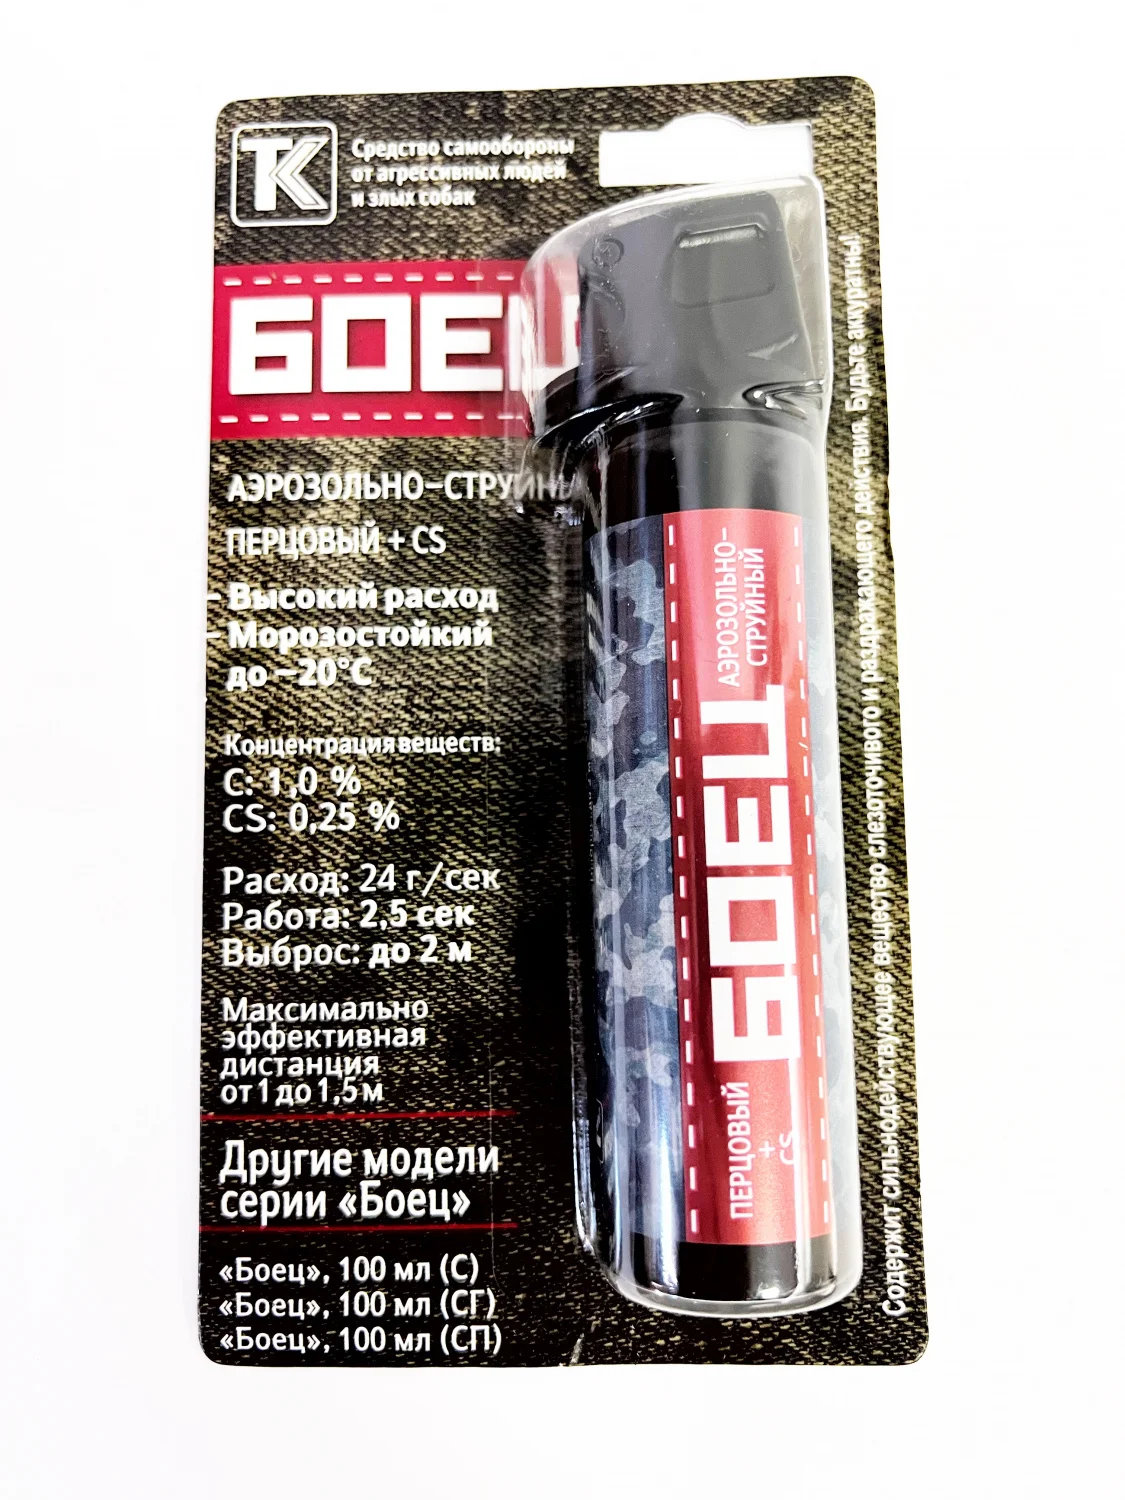 ТК
Средство самообороны
от агрессивных людей
и злых собак
БОЕЦ
АЭРОЗОЛЬНО-СТРУЙНЫ
ПЕРЦОВЫЙ + CS
- Высокий расход
- Морозостойкий
до –20°С
Концентрация веществ:
С: 1,0 %
CS: 0,25 %
Расход: 24 г/сек
Работа: 2,5 сек
Выброс: до 2 м
Максимально
эффективная
дистанция
от 1 до 1,5 м
Другие модели
серии «Боец»
«Боец», 100 мл (С)
«Боец», 100 мл (СГ)
«Боец», 100 мл (СП)
АЭРОЗОЛЬНО-
СТРУЙНЫЙ
БОЕЦ
ПЕРЦОВЫЙ
+
CS
Содержит сильнодействующее вещество слезоточивого и раздражающего действия. Будьте аккуратны!